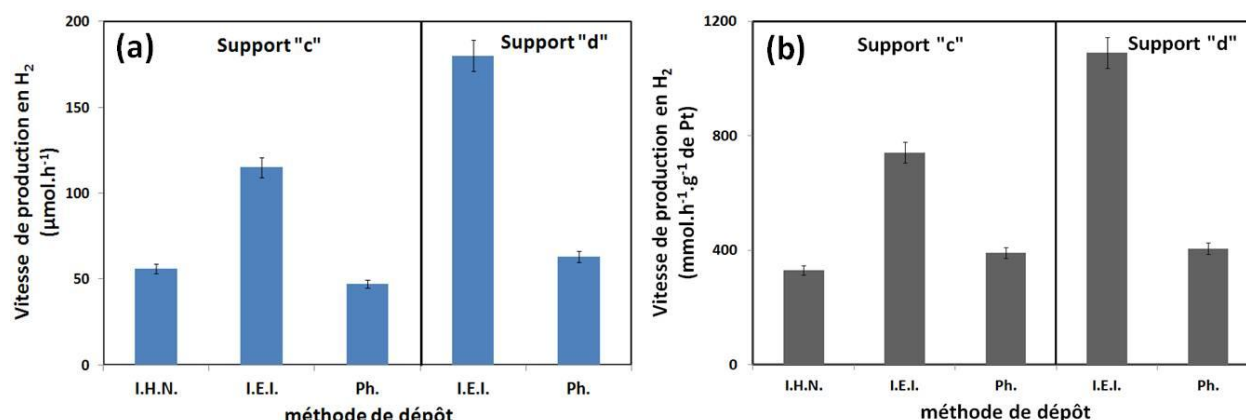 (a)
Support "c"
Support "d"
Vitesse de production en H₂
(µmol.h⁻¹)
200
150
100
50
0
I.H.N.
I.E.I.
Ph.
I.E.I.
Ph.
méthode de dépôt
(b)
Support "c"
Support "d"
Vitesse de production en H₂
(mmol.h⁻¹.g⁻¹ de Pt)
1200
800
400
0
I.H.N.
I.E.I.
Ph.
I.E.I.
Ph.
méthode de dépôt